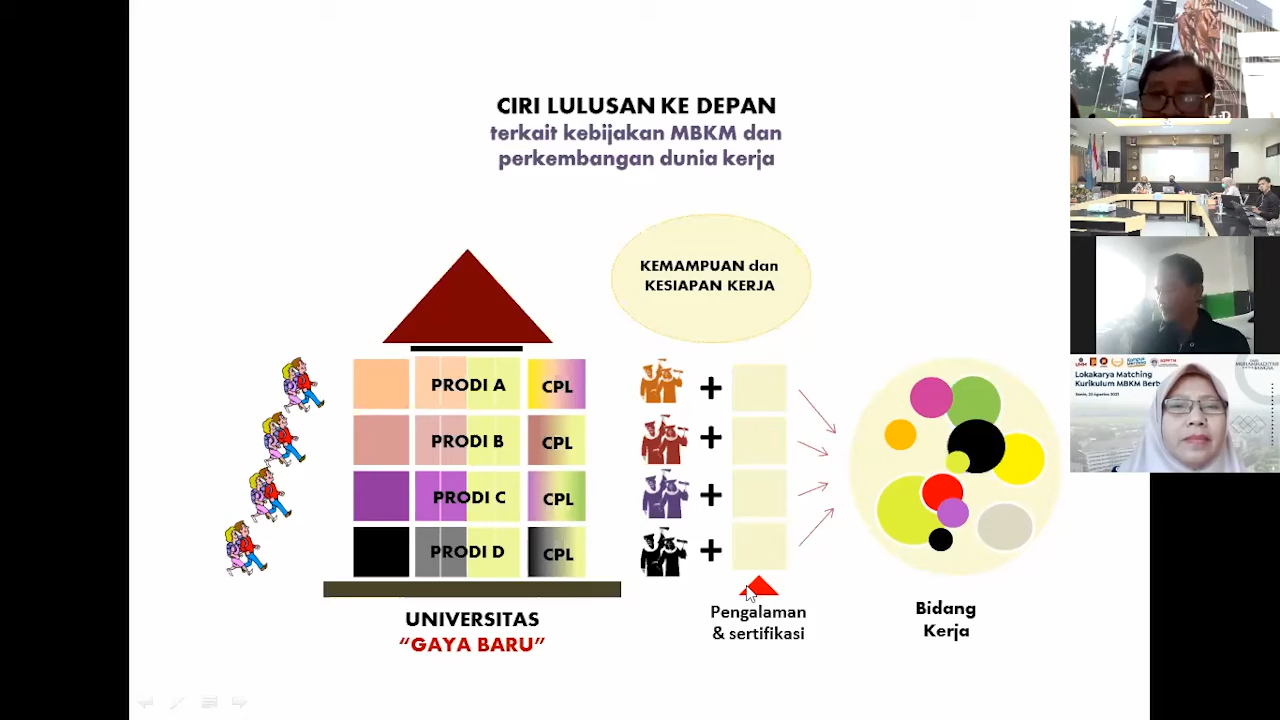 CIRI LULUSAN KE DEPAN
terkait kebijakan MBKM dan
perkembangan dunia kerja
KEMAMPUAN dan
KESIAPAN KERJA
PRODI A
CPL
+
PRODI B
CPL
+
PRODI C
CPL
+
PRODI D
CPL
+
UNIVERSITAS
“GAYA BARU”
Pengalaman
& sertifikasi
Bidang
Kerja
UMM
Lokakarya Matching
Kurikulum MBKM